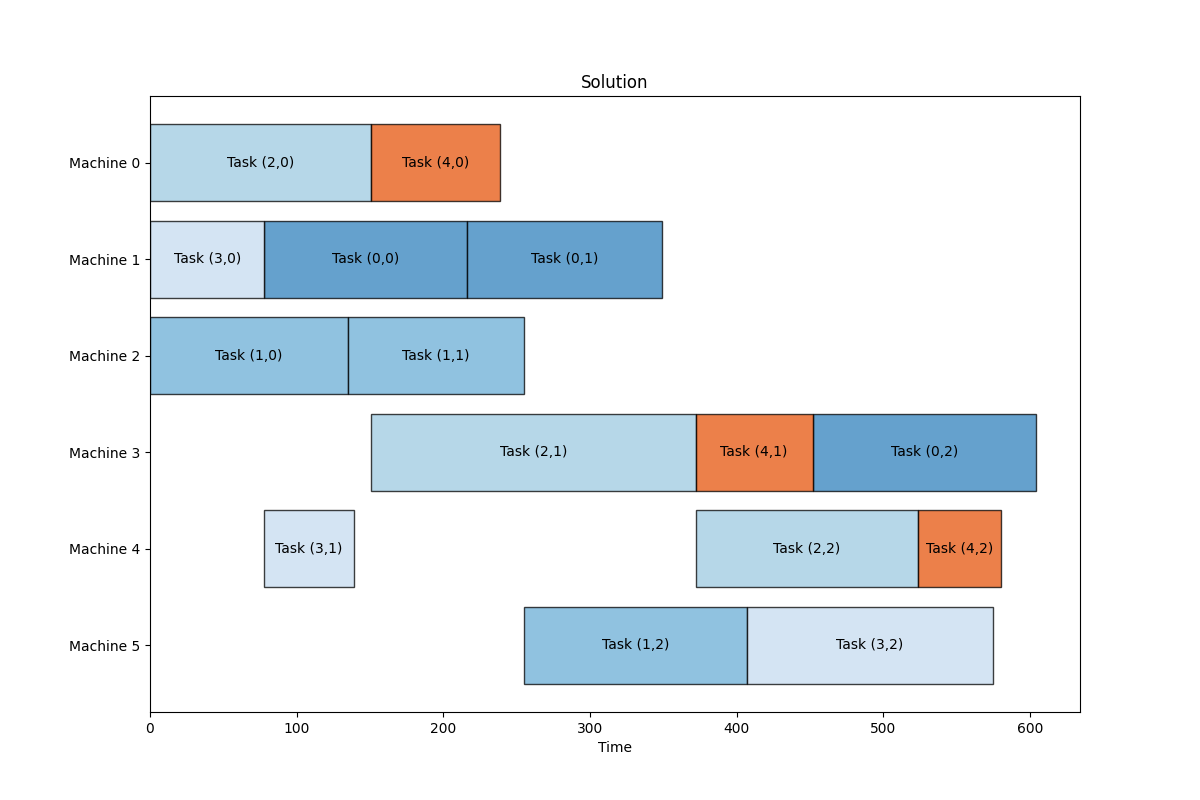 Solution
Machine 0
Task (2,0)
Task (4,0)
Machine 1
Task (3,0)
Task (0,0)
Task (0,1)
Machine 2
Task (1,0)
Task (1,1)
Machine 3
Task (2,1)
Task (4,1)
Task (0,2)
Machine 4
Task (3,1)
Task (2,2)
Task (4,2)
Machine 5
Task (1,2)
Task (3,2)
0 100 200 300 400 500 600
Time